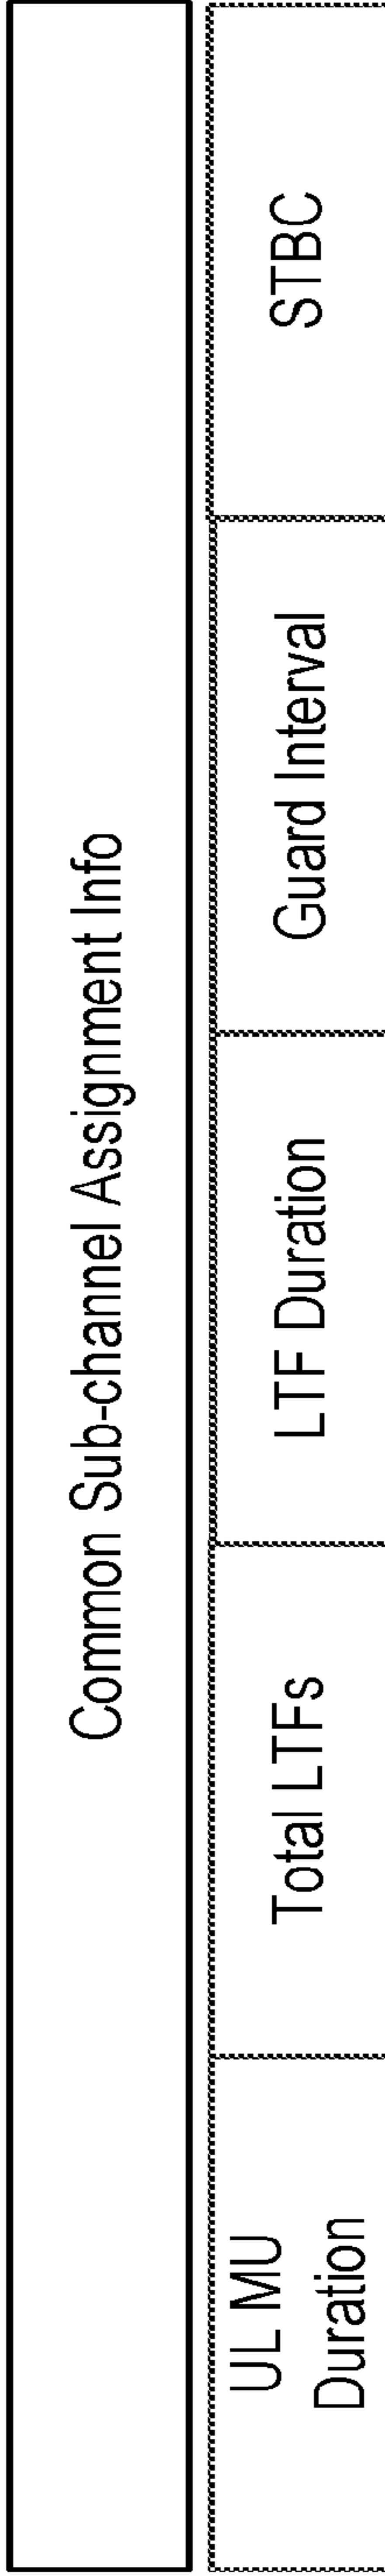 Common Sub-channel Assignment Info
UL MU
Duration
Total LTFs
LTF Duration
Guard Interval
STBC